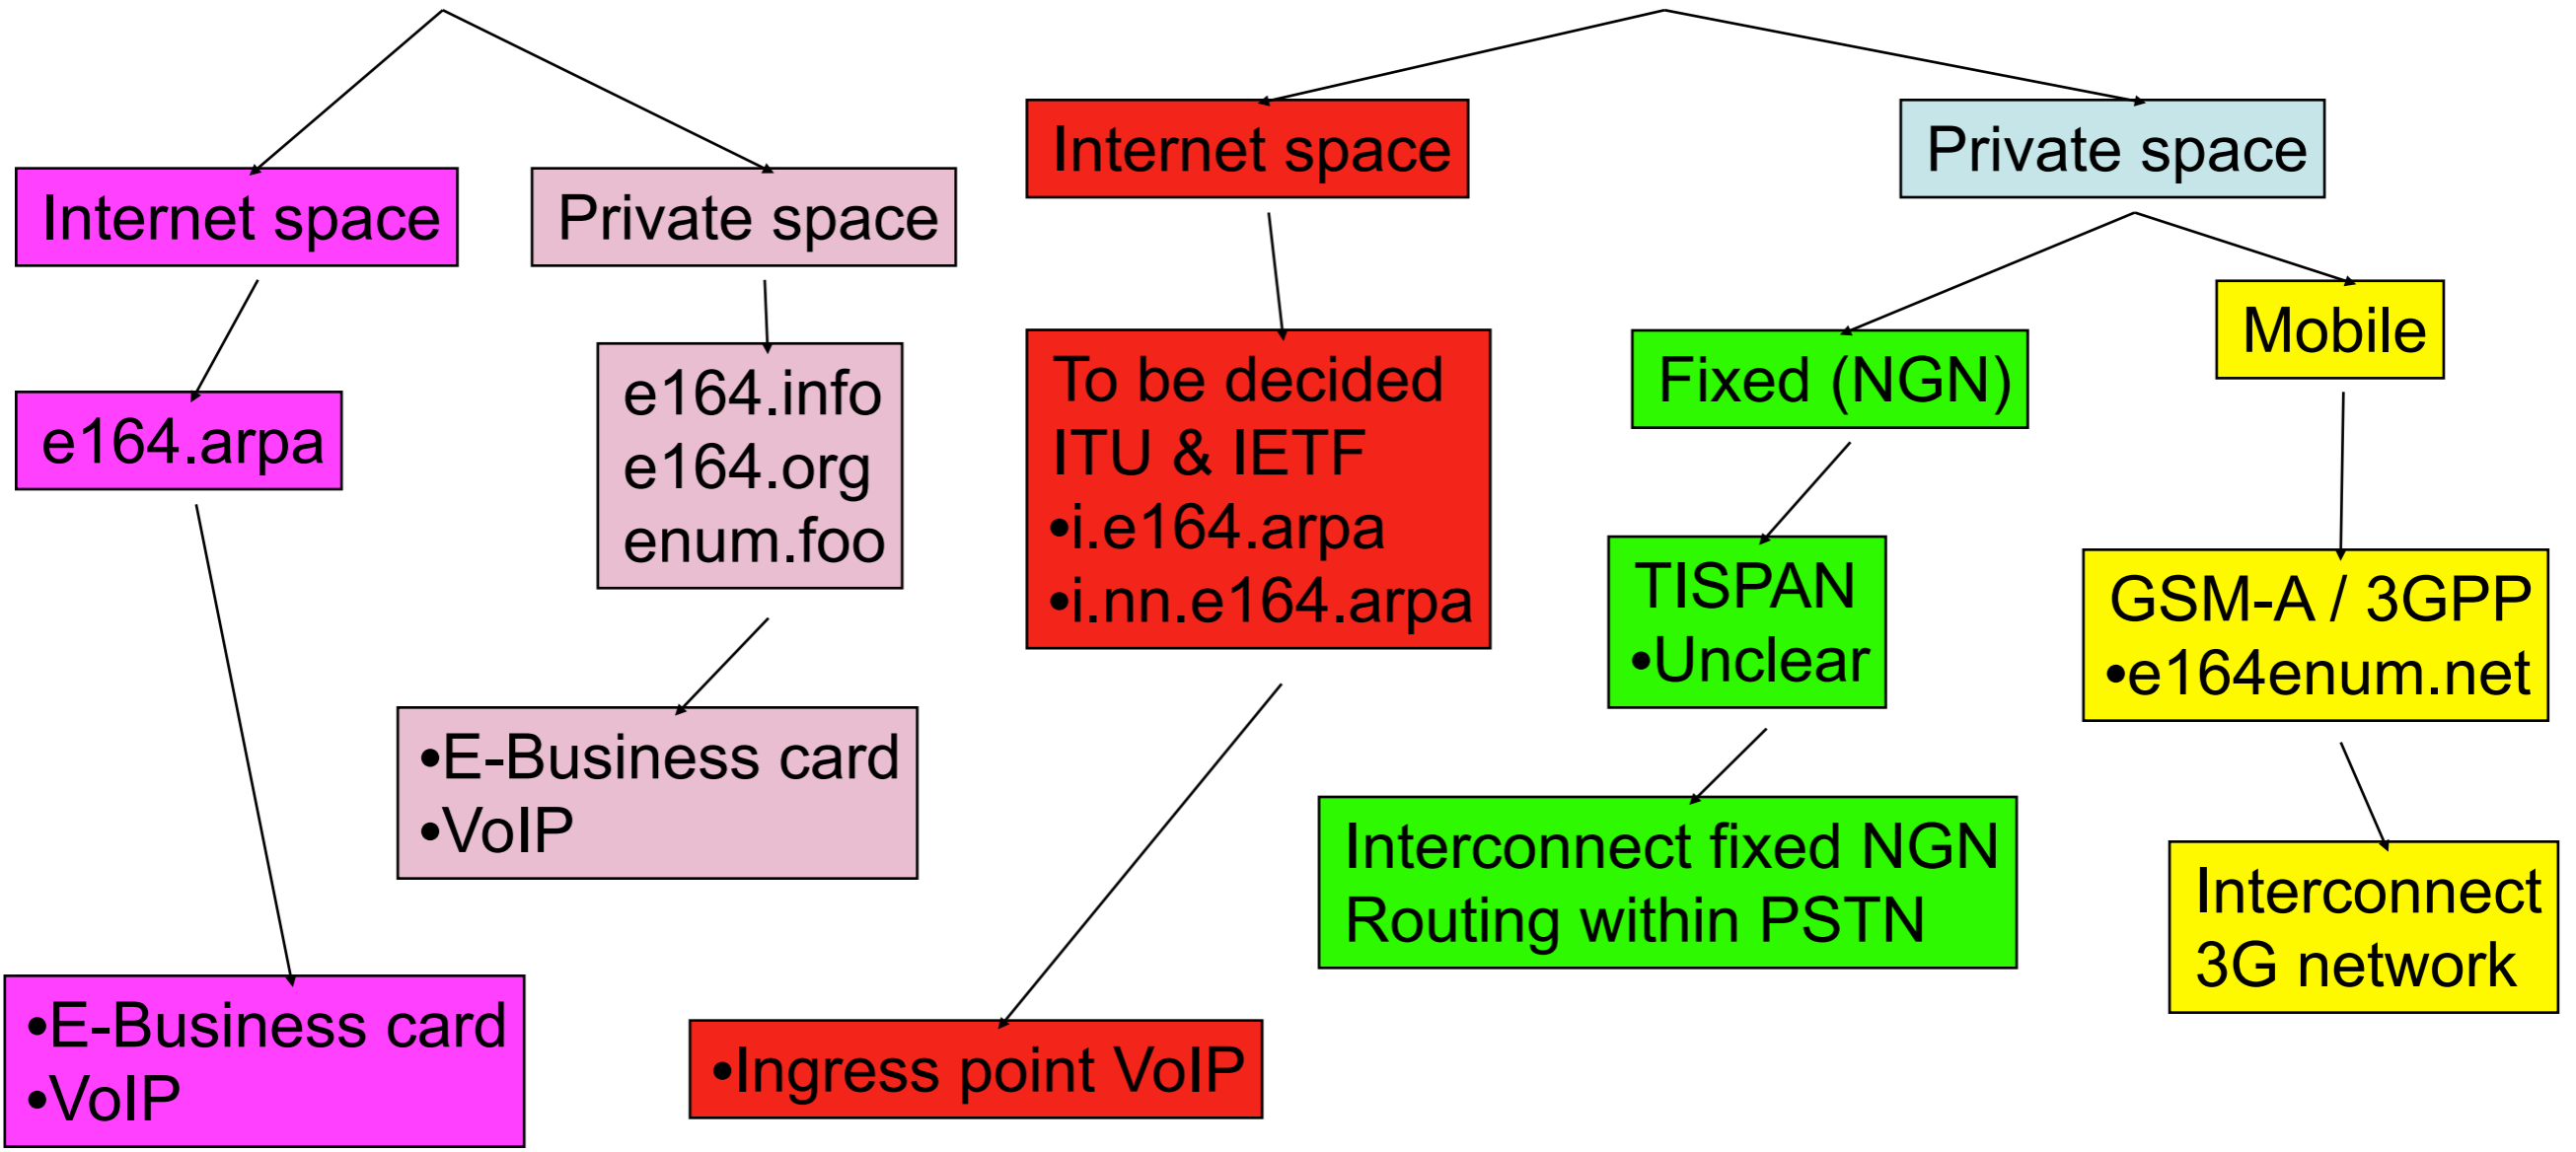 Internet space
Private space
e164.arpa
e164.info
e164.org
enum.foo
•E-Business card
•VoIP
•E-Business card
•VoIP
Internet space
Private space
To be decided
ITU & IETF
•i.e164.arpa
•i.nn.e164.arpa
•Ingress point VoIP
Fixed (NGN)
TISPAN
•Unclear
Interconnect fixed NGN
Routing within PSTN
Mobile
GSM-A / 3GPP
•e164enum.net
Interconnect
3G network